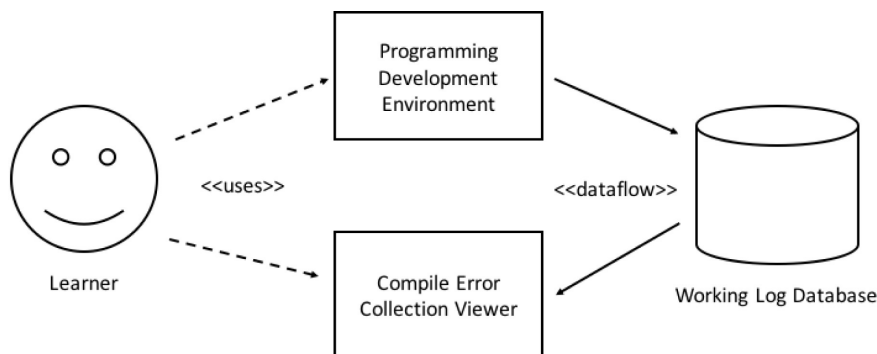 Programming
Development
Environment
<<uses>>
<<dataflow>>
Learner
Compile Error
Collection Viewer
Working Log Database